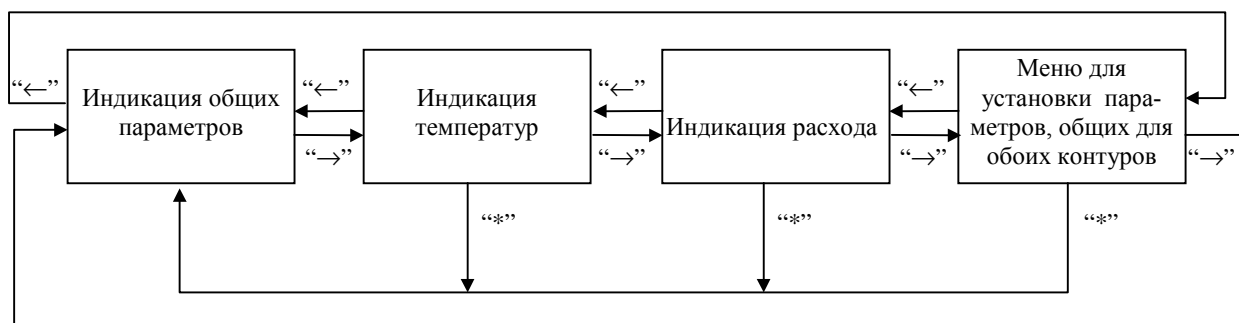 “←”
Индикация общих
параметров
“←”
“→”
Индикация
температур
“←”
“→”
Индикация расхода
“←”
“→”
Меню для
установки пара-
метров, общих для
обоих контуров
“→”
“*”
“*”
“*”